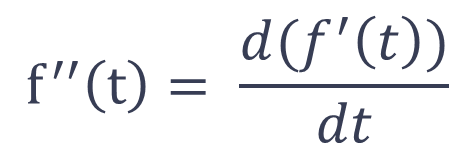 f′′(t) = d(f′(t))/dt